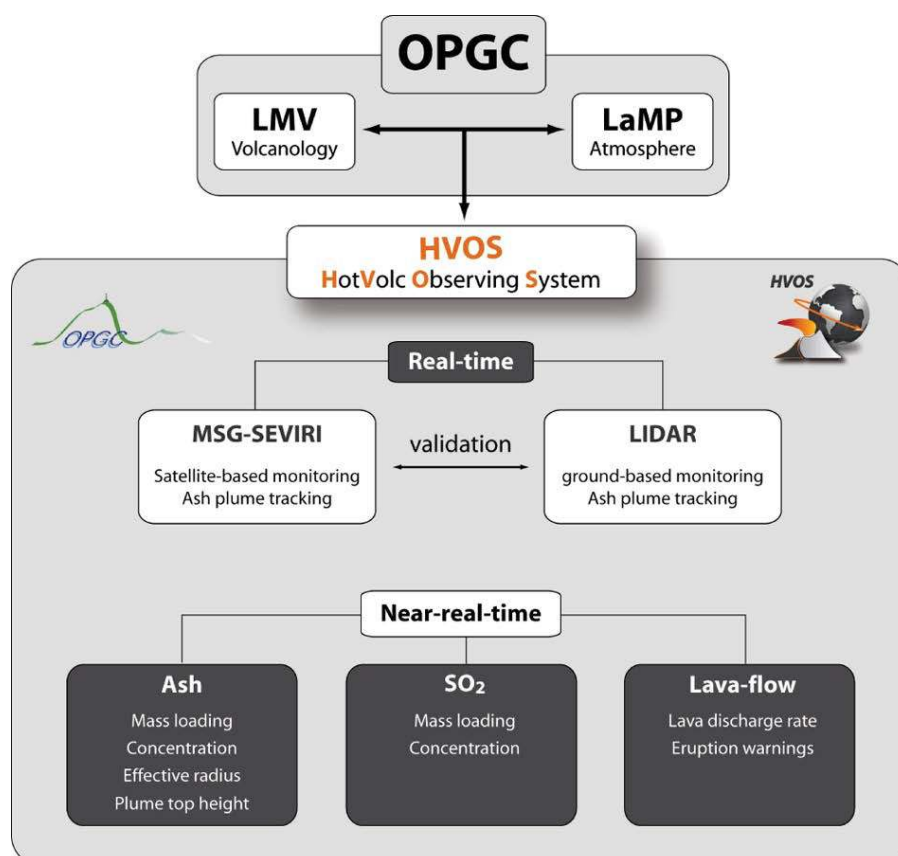 OPGC
LMV
Volcanology
LaMP
Atmosphere
HVOS
HotVolc Observing System
OPGC
HVOS
Real-time
MSG-SEVIRI
Satellite-based monitoring
Ash plume tracking
validation
LIDAR
ground-based monitoring
Ash plume tracking
Near-real-time
Ash
Mass loading
Concentration
Effective radius
Plume top height
SO₂
Mass loading
Concentration
Lava-flow
Lava discharge rate
Eruption warnings